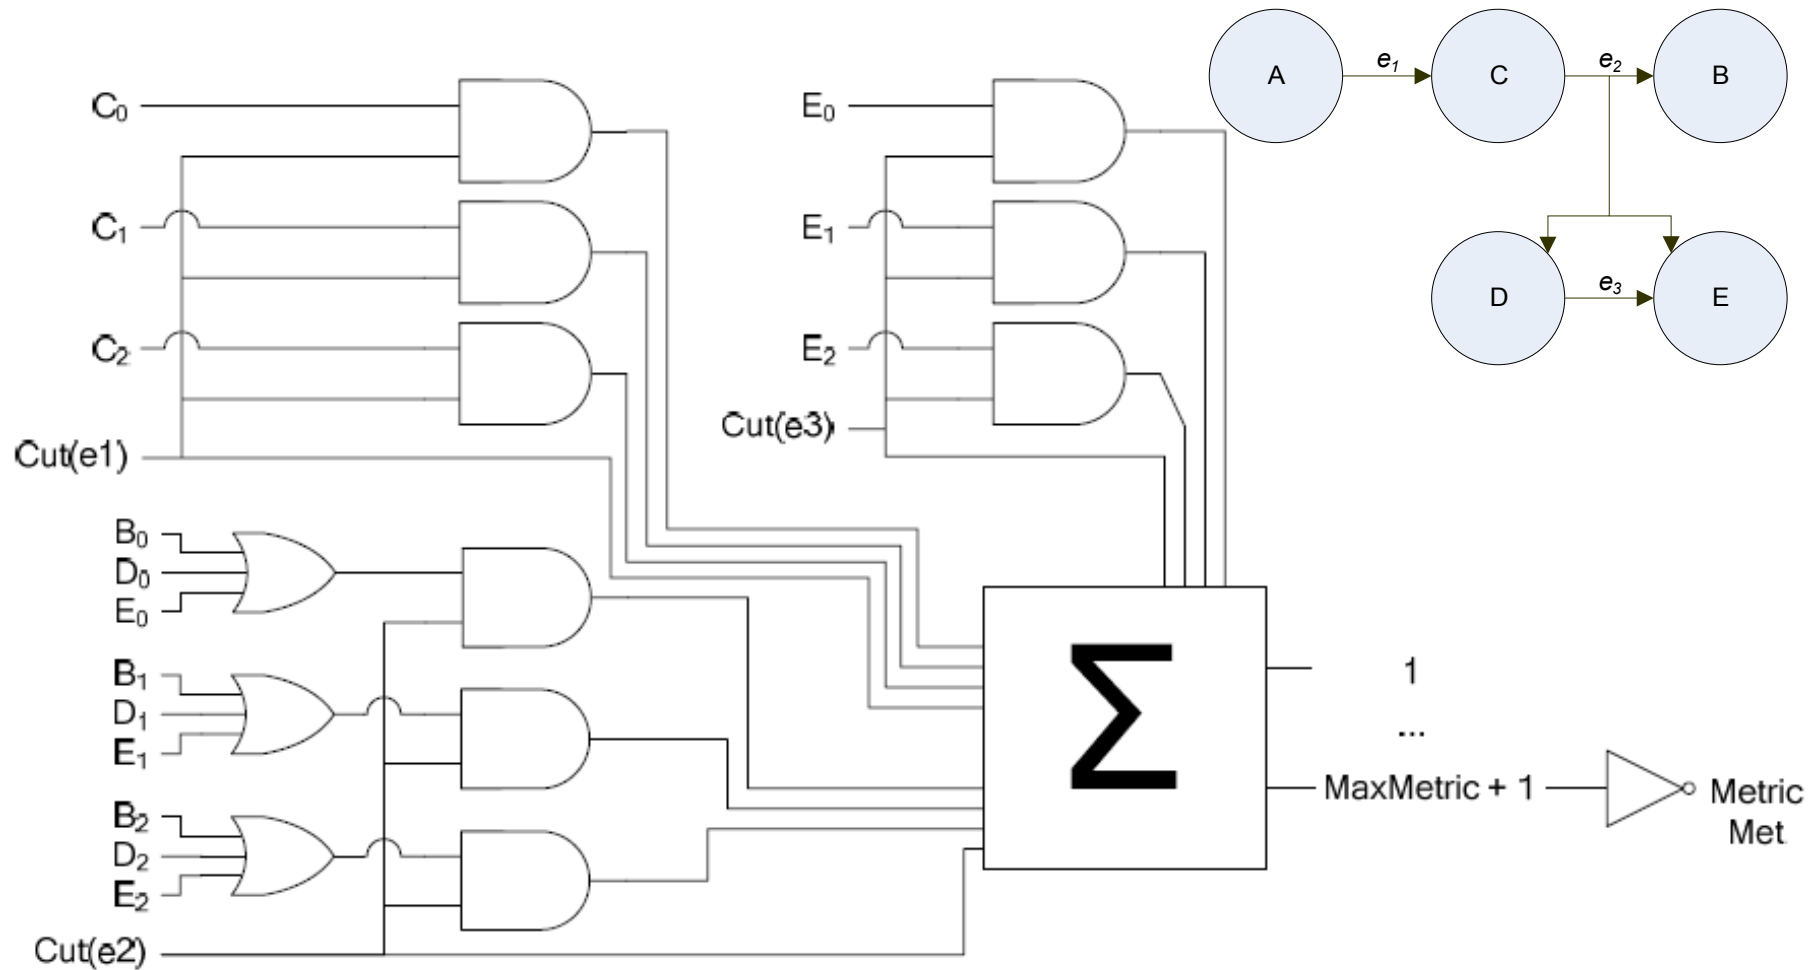 C₀
C₁
C₂
Cut(e1)
E₀
E₁
E₂
Cut(e3)
A
e₁
C
e₂
B
D
e₃
E
B₀
D₀
E₀
B₁
D₁
E₁
B₂
D₂
E₂
Cut(e2)
Σ
1
...
MaxMetric + 1
Metric
Met